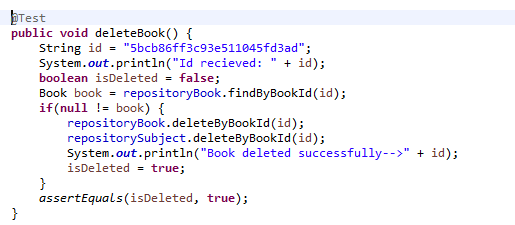 @Test
public void deleteBook() {
    String id = "5bcb86ff3c93e511045fd3ad";
    System.out.println("Id recieved: " + id);
    boolean isDeleted = false;
    Book book = repositoryBook.findByBookId(id);
    if(null != book) {
        repositoryBook.deleteByBookId(id);
        repositorySubject.deleteByBookId(id);
        System.out.println("Book deleted successfully-->" + id);
        isDeleted = true;
    }
    assertEquals(isDeleted, true);
}